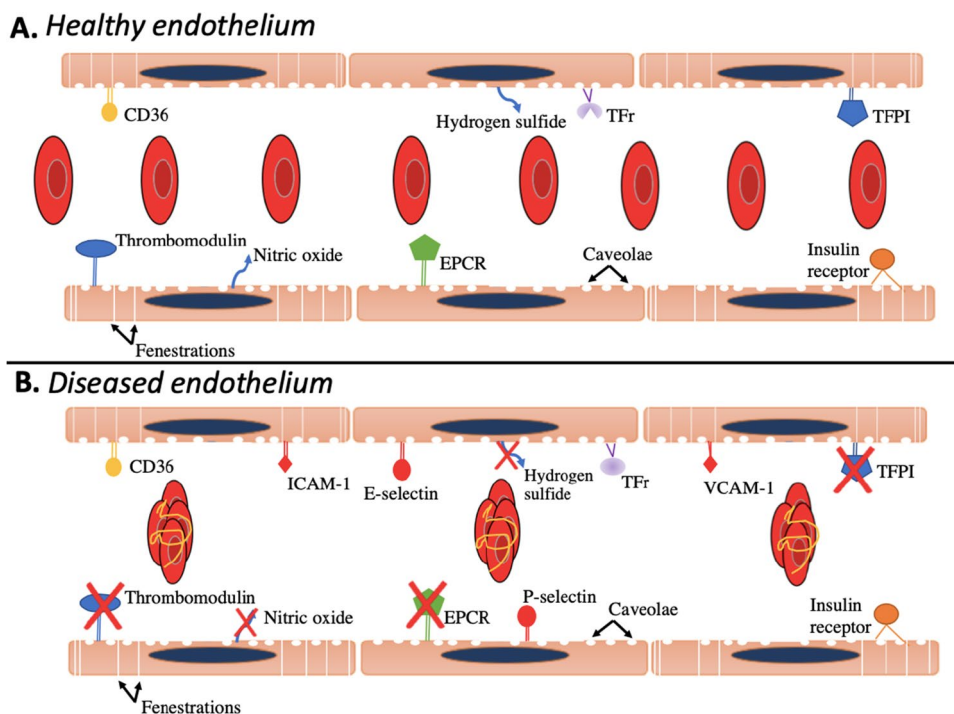 A. Healthy endothelium
CD36
Hydrogen sulfide
TFr
TFPI
Thrombomodulin
Nitric oxide
EPCR
Caveolae
Insulin
receptor
Fenestrations
B. Diseased endothelium
CD36
ICAM-1
E-selectin
Hydrogen
sulfide
TFr
VCAM-1
TFPI
Thrombomodulin
Nitric oxide
EPCR
P-selectin
Caveolae
Insulin
receptor
Fenestrations